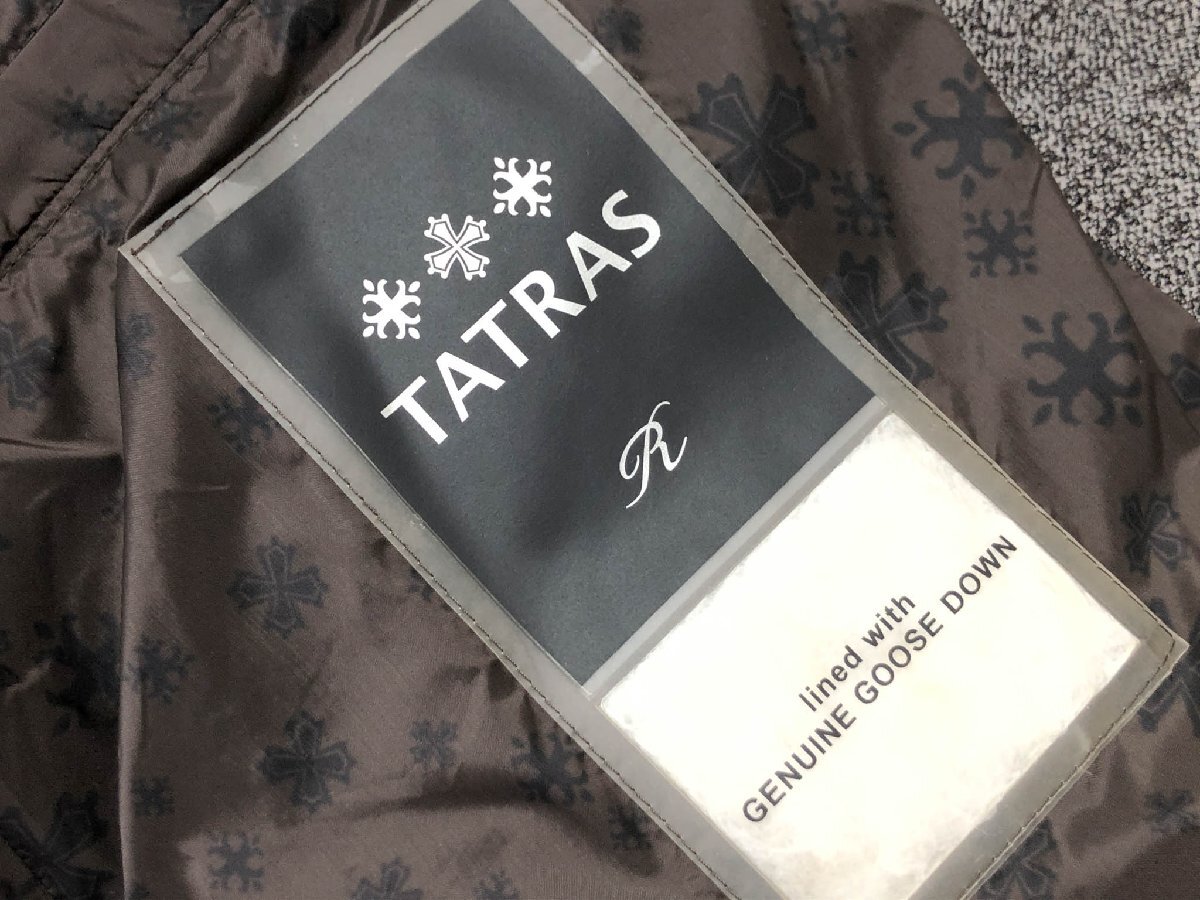 TATRAS
R
lined with
GENUINE GOOSE DOWN